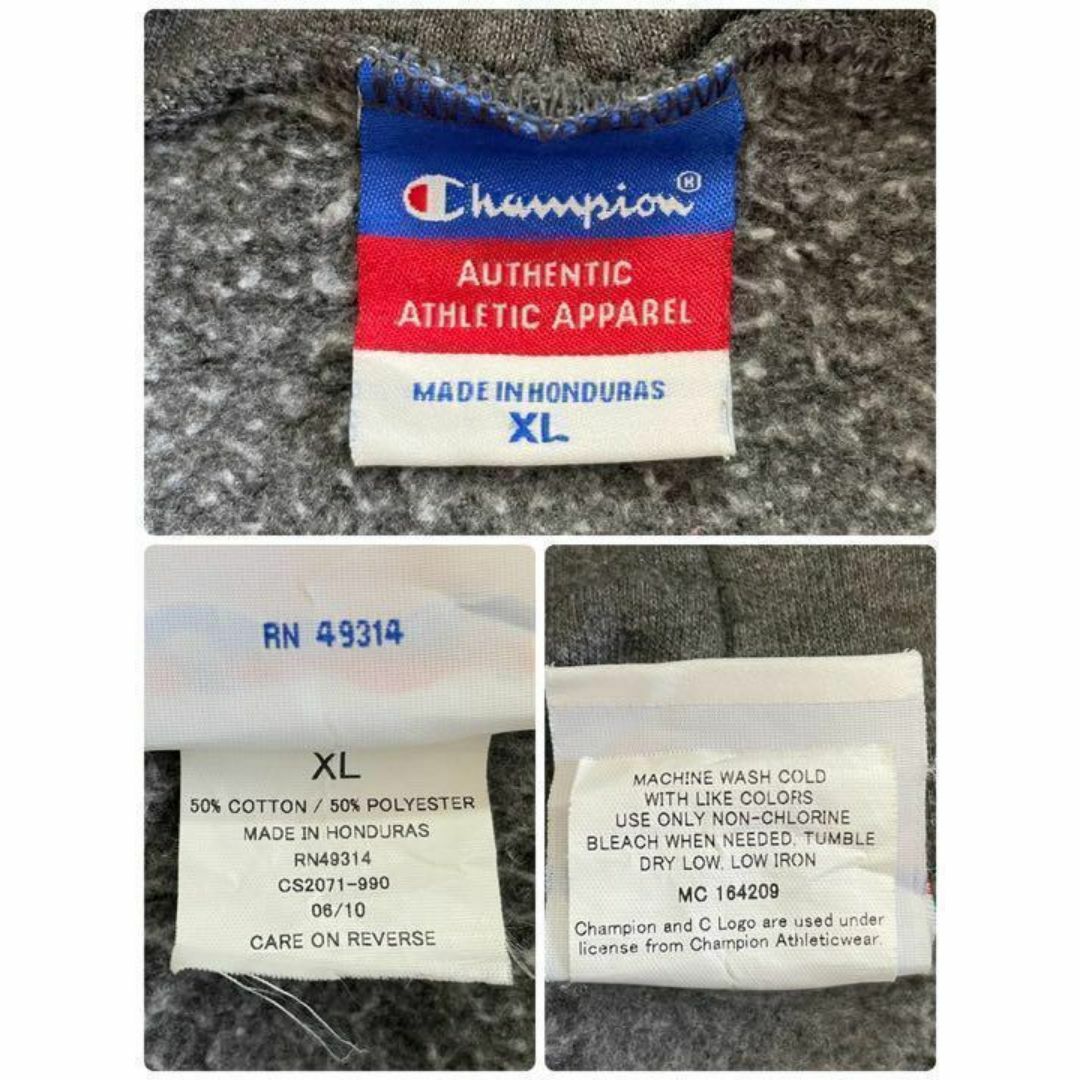 Champion®
AUTHENTIC
ATHLETIC APPAREL
MADE IN HONDURAS
XL
RN 49314
XL
50% COTTON / 50% POLYESTER
MADE IN HONDURAS
RN49314
CS2071-990
06/10
CARE ON REVERSE
MACHINE WASH COLD
WITH LIKE COLORS
USE ONLY NON-CHLORINE
BLEACH WHEN NEEDED, TUMBLE
DRY LOW, LOW IRON
MC 164209
Champion and C Logo are used under
license from Champion Athleticwear.